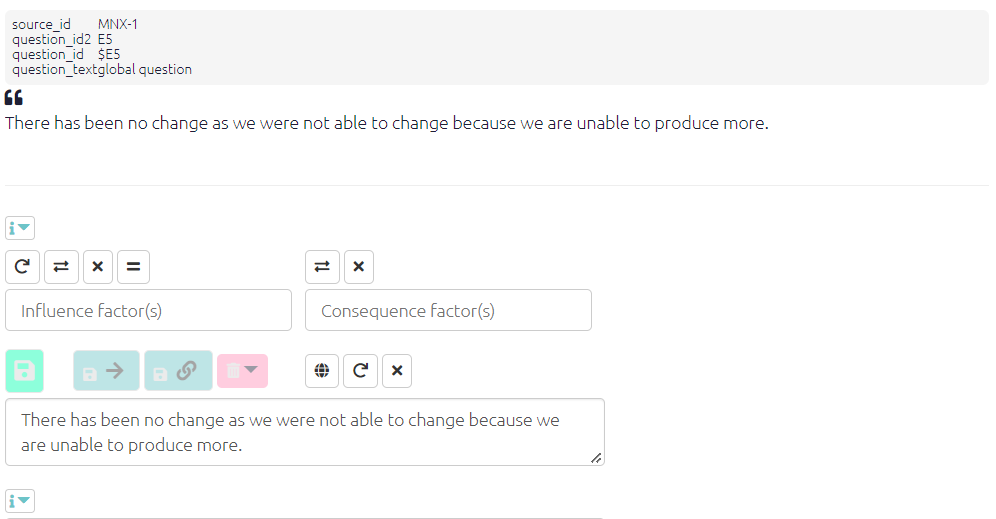 source_id MNX-1
question_id2 E5
question_id $E5
question_textglobal question
There has been no change as we were not able to change because we are unable to produce more.
Influence factor(s) Consequence factor(s)
There has been no change as we were not able to change because we
are unable to produce more.